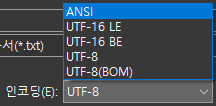 ANSI
UTF-16 LE
UTF-16 BE
서(*.txt)
UTF-8
UTF-8(BOM)
인코딩(E): UTF-8